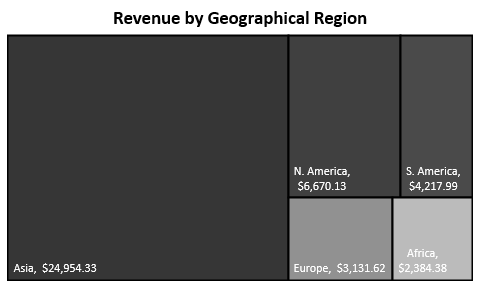 Revenue by Geographical Region
N. America,
$6,670.13
S. America,
$4,217.99
Asia, $24,954.33
Europe, $3,131.62
Africa,
$2,384.38